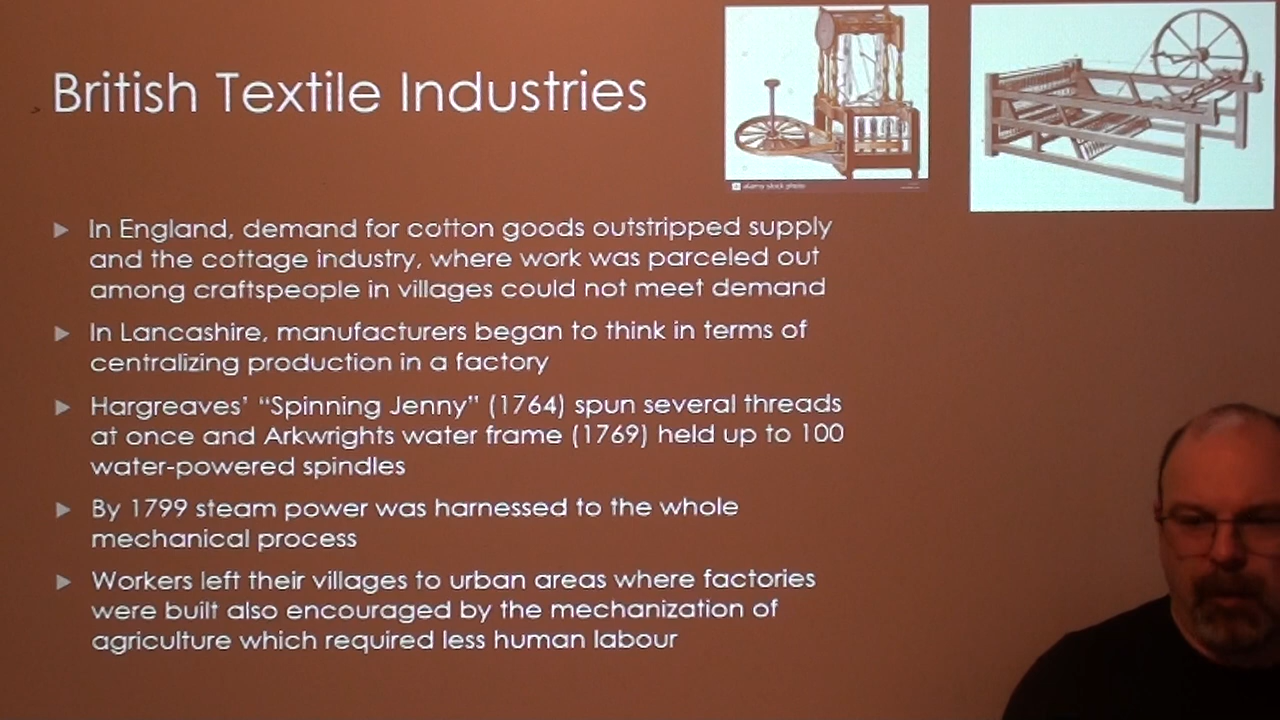 British Textile Industries
alamy stock photo
In England, demand for cotton goods outstripped supply
and the cottage industry, where work was parceled out
among craftspeople in villages could not meet demand
In Lancashire, manufacturers began to think in terms of
centralizing production in a factory
Hargreaves' “Spinning Jenny” (1764) spun several threads
at once and Arkwrights water frame (1769) held up to 100
water-powered spindles
By 1799 steam power was harnessed to the whole
mechanical process
Workers left their villages to urban areas where factories
were built also encouraged by the mechanization of
agriculture which required less human labour